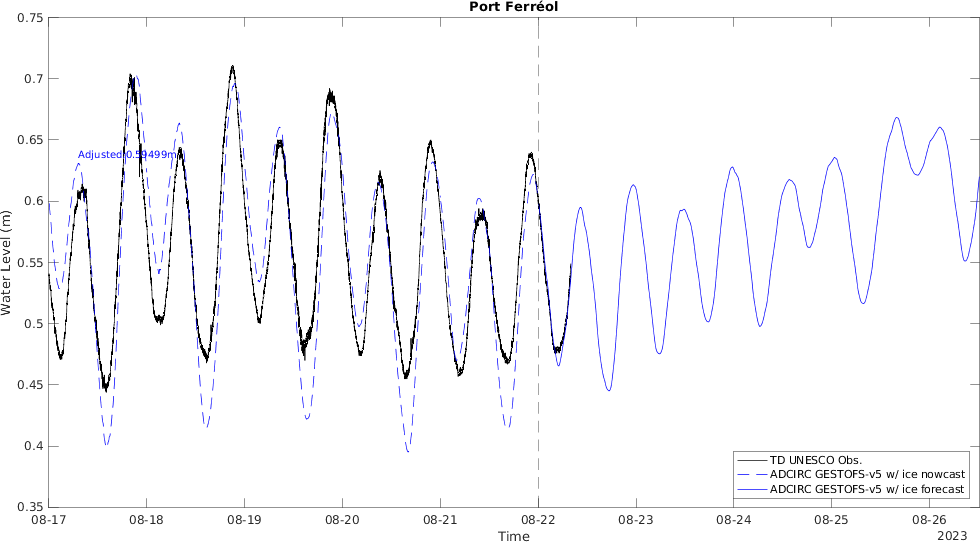 Port Ferréol
0.75
0.7
0.65
0.6
0.55
0.5
0.45
0.4
0.35
Water Level (m)
Adjusted 0.59499m
TD UNESCO Obs.
ADCIRC GESTOFS-v5 w/ ice nowcast
ADCIRC GESTOFS-v5 w/ ice forecast
08-17 08-18 08-19 08-20 08-21 08-22 08-23 08-24 08-25 08-26
Time
2023